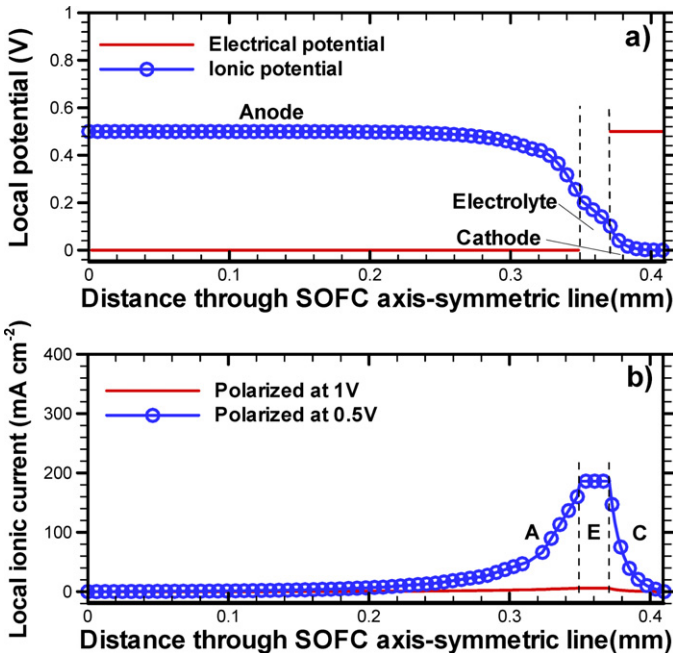 a)
Electrical potential
Ionic potential
Anode
Electrolyte
Cathode
Local potential (V)
1
0.8
0.6
0.4
0.2
0
0 0.1 0.2 0.3 0.4
Distance through SOFC axis-symmetric line(mm)
b)
Polarized at 1V
Polarized at 0.5V
A E C
Local ionic current (mA cm-2)
400
300
200
100
0
0 0.1 0.2 0.3 0.4
Distance through SOFC axis-symmetric line(mm)